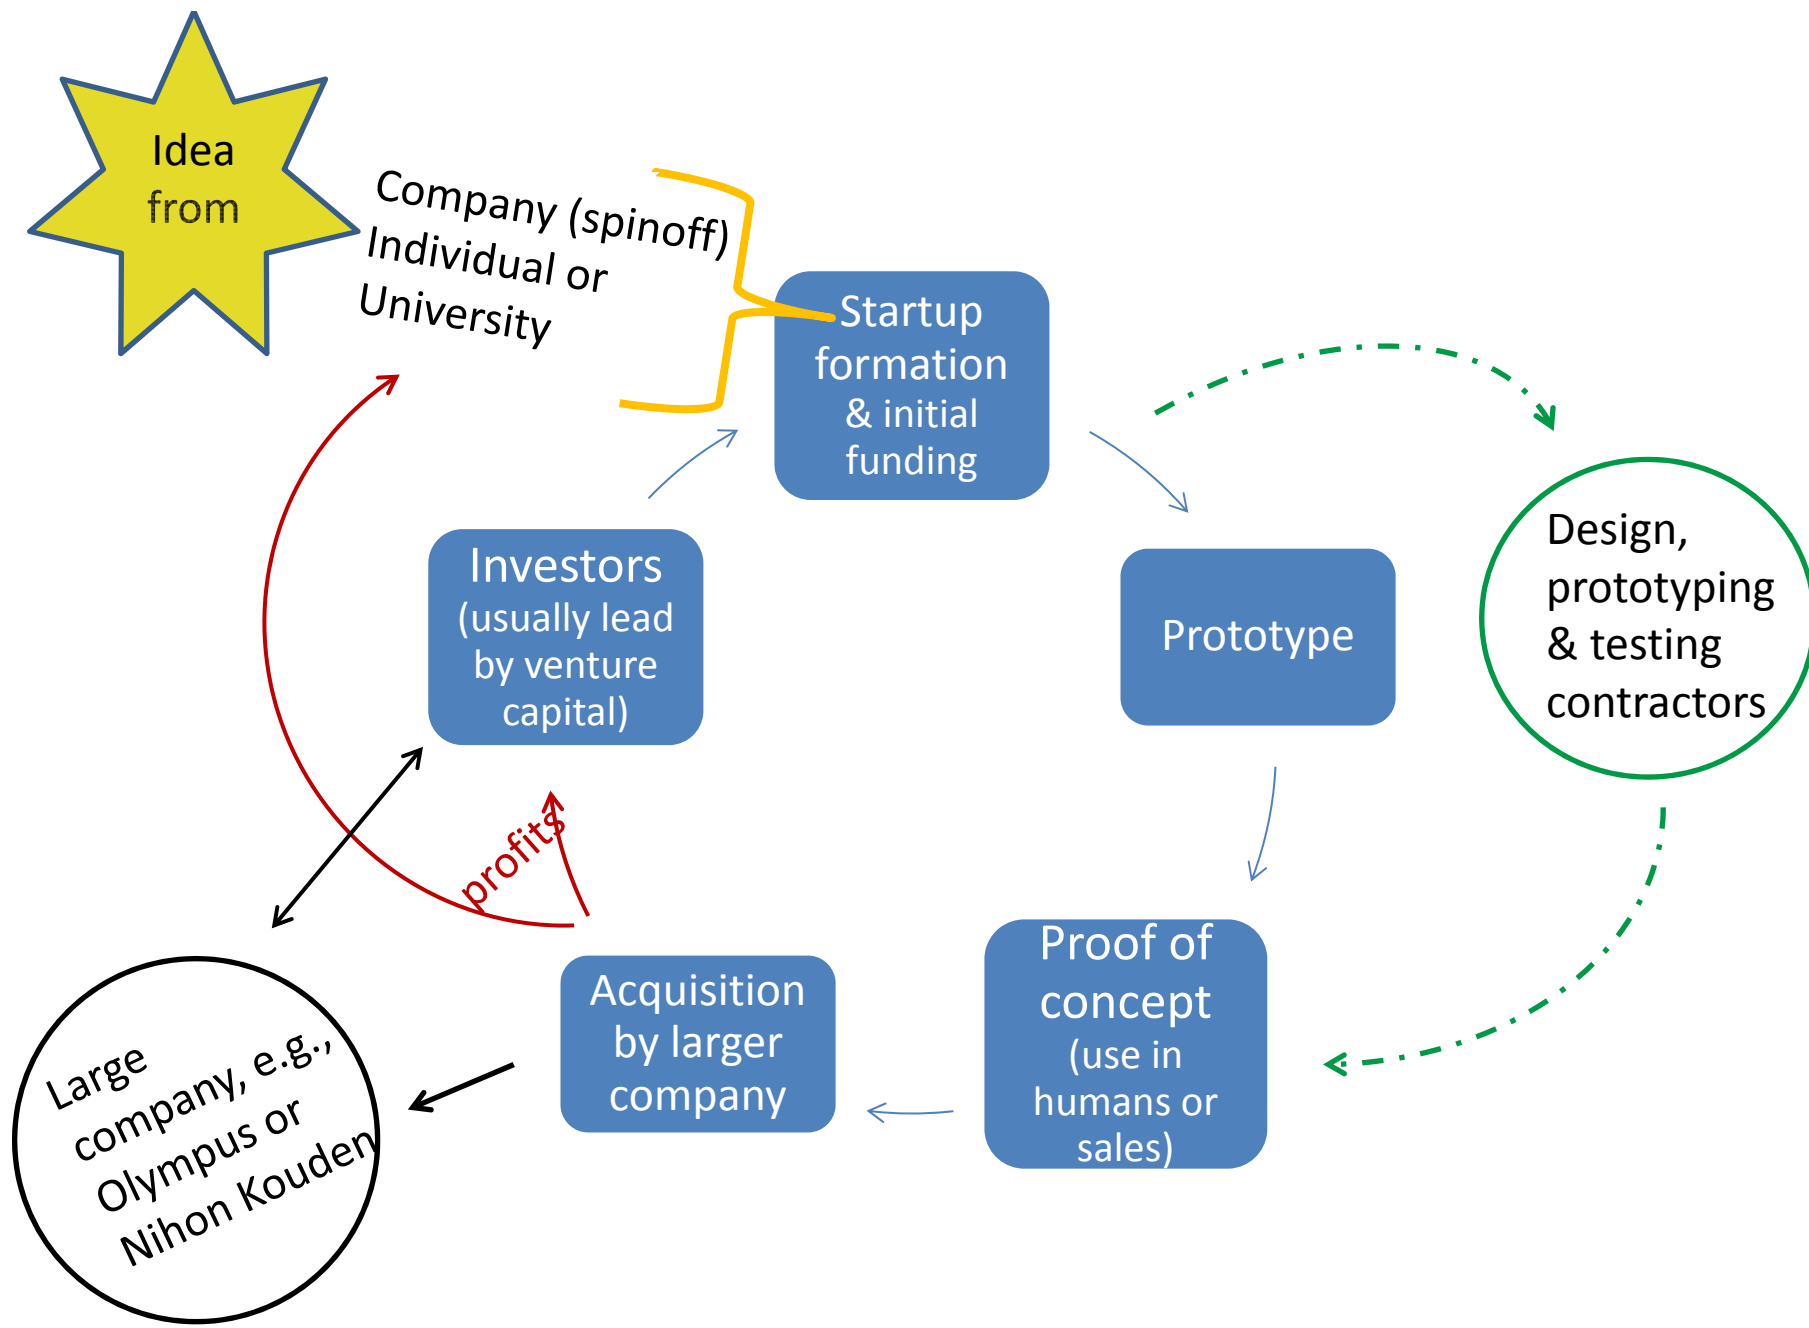 Idea
from
Company (spinoff)
Individual or
University
Startup
formation
& initial
funding
Investors
(usually lead
by venture
capital)
Prototype
Design,
prototyping
& testing
contractors
profits
Proof of
concept
(use in
humans or
sales)
Acquisition
by larger
company
Large
company, e.g.,
Olympus or
Nihon Kouden